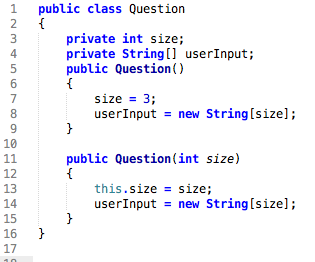 1 public class Question
2 {
3     private int size;
4     private String[] userInput;
5     public Question()
6     {
7         size = 3;
8         userInput = new String[size];
9     }
10
11     public Question(int size)
12     {
13         this.size = size;
14         userInput = new String[size];
15     }
16 }
17